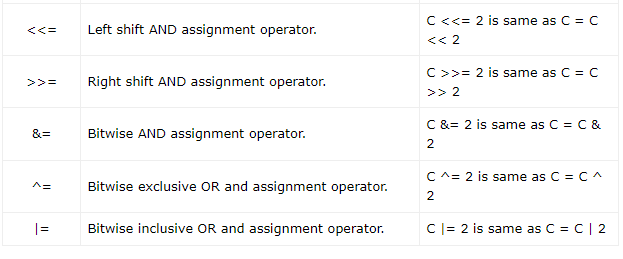 <<= Left shift AND assignment operator. C <<= 2 is same as C = C
<< 2
>>= Right shift AND assignment operator. C >>= 2 is same as C = C
>> 2
&= Bitwise AND assignment operator. C &= 2 is same as C = C &
2
^= Bitwise exclusive OR and assignment operator. C ^= 2 is same as C = C ^
2
|= Bitwise inclusive OR and assignment operator. C |= 2 is same as C = C | 2